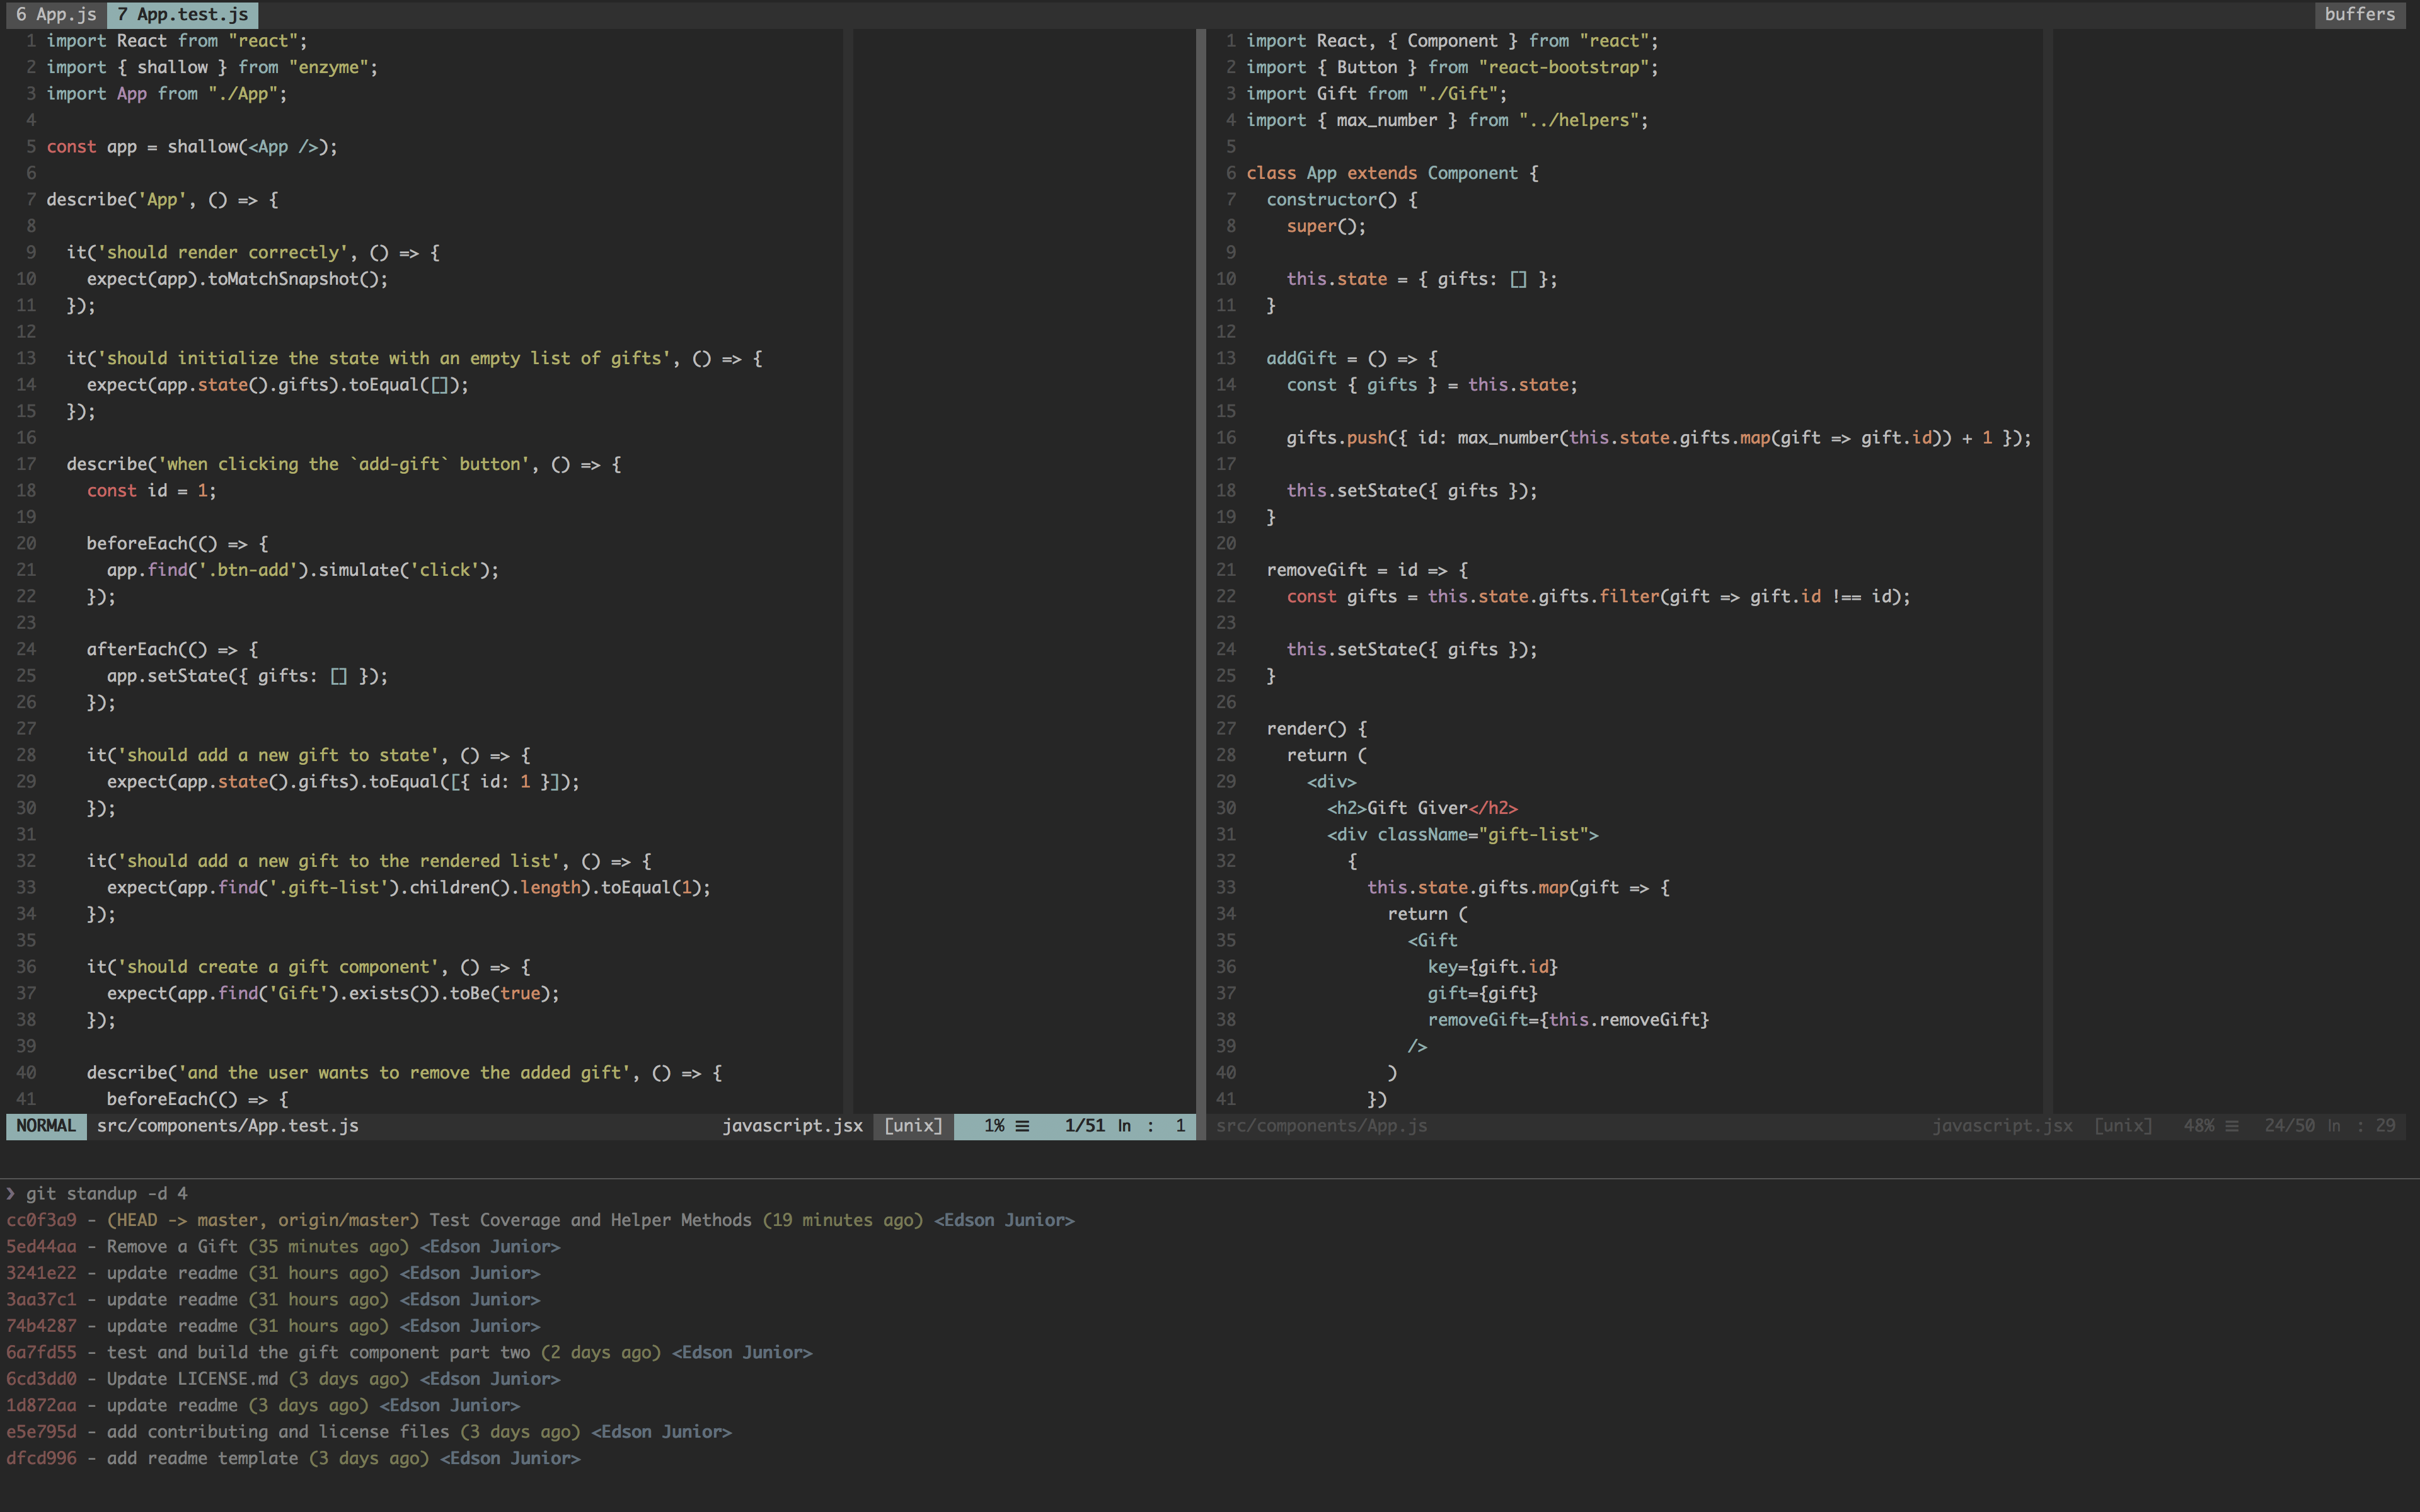 6 App.js 7 App.test.js buffers
1 import React from "react";
2 import { shallow } from "enzyme";
3 import App from "./App";
4
5 const app = shallow(<App />);
6
7 describe('App', () => {
8
9   it('should render correctly', () => {
10     expect(app).toMatchSnapshot();
11   });
12
13   it('should initialize the state with an empty list of gifts', () => {
14     expect(app.state().gifts).toEqual([]);
15   });
16
17   describe('when clicking the `add-gift` button', () => {
18     const id = 1;
19
20     beforeEach(() => {
21       app.find('.btn-add').simulate('click');
22     });
23
24     afterEach(() => {
25       app.setState({ gifts: [] });
26     });
27
28     it('should add a new gift to state', () => {
29       expect(app.state().gifts).toEqual([{ id: 1 }]);
30     });
31
32     it('should add a new gift to the rendered list', () => {
33       expect(app.find('.gift-list').children().length).toEqual(1);
34     });
35
36     it('should create a gift component', () => {
37       expect(app.find('Gift').exists()).toBe(true);
38     });
39
40     describe('and the user wants to remove the added gift', () => {
41       beforeEach(() => {
NORMAL src/components/App.test.js javascript.jsx [unix] 1% ☰ 1/51 ln : 1
1 import React, { Component } from "react";
2 import { Button } from "react-bootstrap";
3 import Gift from "./Gift";
4 import { max_number } from "../helpers";
5
6 class App extends Component {
7   constructor() {
8     super();
9
10     this.state = { gifts: [] };
11   }
12
13   addGift = () => {
14     const { gifts } = this.state;
15
16     gifts.push({ id: max_number(this.state.gifts.map(gift => gift.id)) + 1 });
17
18     this.setState({ gifts });
19   }
20
21   removeGift = id => {
22     const gifts = this.state.gifts.filter(gift => gift.id !== id);
23
24     this.setState({ gifts });
25   }
26
27   render() {
28     return (
29       <div>
30         <h2>Gift Giver</h2>
31         <div className="gift-list">
32           {
33             this.state.gifts.map(gift => {
34               return (
35                 <Gift
36                   key={gift.id}
37                   gift={gift}
38                   removeGift={this.removeGift}
39                 />
40               )
41             })
src/components/App.js javascript.jsx [unix] 48% ☰ 24/50 ln : 29
❯ git standup -d 4
cc0f3a9 - (HEAD -> master, origin/master) Test Coverage and Helper Methods (19 minutes ago) <Edson Junior>
5ed44aa - Remove a Gift (35 minutes ago) <Edson Junior>
3241e22 - update readme (31 hours ago) <Edson Junior>
3aa37c1 - update readme (31 hours ago) <Edson Junior>
74b4287 - update readme (31 hours ago) <Edson Junior>
6a7fd55 - test and build the gift component part two (2 days ago) <Edson Junior>
6cd3dd0 - Update LICENSE.md (3 days ago) <Edson Junior>
1d872aa - update readme (3 days ago) <Edson Junior>
e5e795d - add contributing and license files (3 days ago) <Edson Junior>
dfcd996 - add readme template (3 days ago) <Edson Junior>